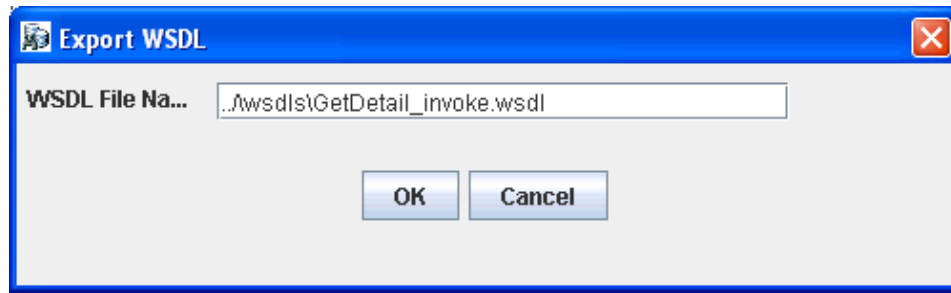 Export WSDL
WSDL File Na...
../\wsdls\GetDetail_invoke.wsdl
OK
Cancel